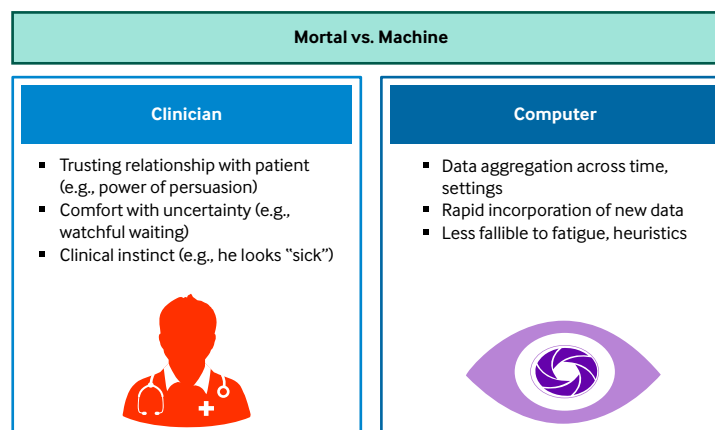 Mortal vs. Machine
Clinician
▪ Trusting relationship with patient
(e.g., power of persuasion)
▪ Comfort with uncertainty (e.g.,
watchful waiting)
▪ Clinical instinct (e.g., he looks “sick”)
Computer
▪ Data aggregation across time,
settings
▪ Rapid incorporation of new data
▪ Less fallible to fatigue, heuristics